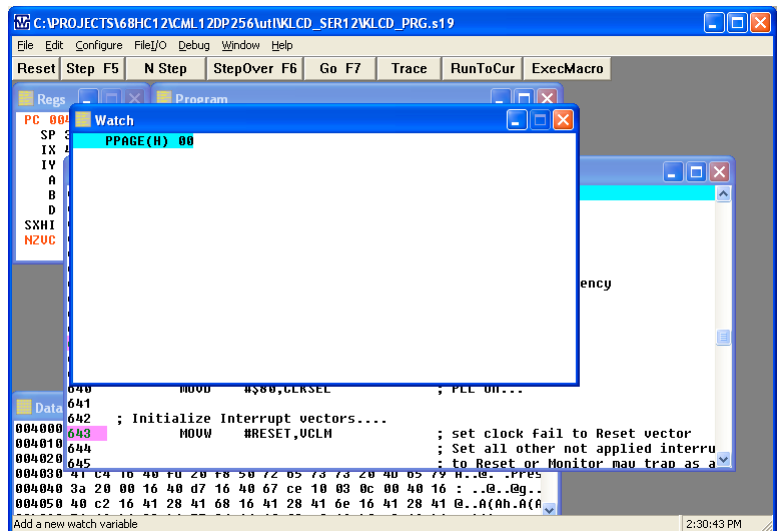 C:\PROJECTS\68HC12\CML12DP256\utl\KLCD_SER12\KLCD_PRG.s19
File Edit Configure FileI/O Debug Window Help
Reset Step F5 N Step StepOver F6 Go F7 Trace RunToCur ExecMacro
Regs
Program
PC 004
Watch
SP 3
PPAGE(H) 00
IX 4
IY
A
B
D
SXHI
NZVC
ency
640 MOVB #$80,CLKSEL ; PLL on...
641
Data
642 ; Initialize Interrupt vectors....
004000
643 MOVW #RESET,VCLM ; set clock fail to Reset vector
004010
644 ; Set all other not applied interru
004020
645 ; to Reset or Monitor may trap as a
004030 41 c4 16 40 fd 20 f8 50 72 65 73 73 20 4d 65 79 A..@. .Pres
004040 3a 20 00 16 40 d7 16 40 67 ce 10 03 0c 00 40 16 : ..@..@g..
004050 40 c2 16 41 28 41 68 16 41 28 41 6e 16 41 28 41 @..A(Ah.A(A
Add a new watch variable
2:30:43 PM